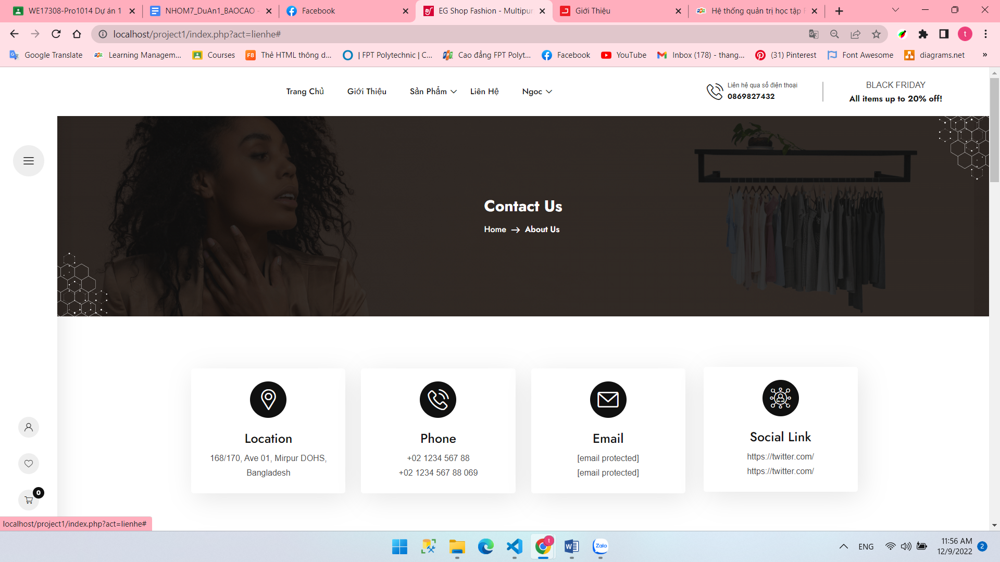 WE17308-Pro1014 Dự án 1
NHOM7_DuAn1_BAOCAO -
Facebook
EG Shop Fashion - Multipur
Giới Thiệu
Hệ thống quản trị học tập F
localhost/project1/index.php?act=lienhe#
t
Google Translate
Learning Managem...
Courses
F8
Thẻ HTML thông d...
| FPT Polytechnic | C...
Cao đẳng FPT Polyt...
Facebook
YouTube
Inbox (178) - thang...
(31) Pinterest
Font Awesome
diagrams.net
»
Trang Chủ
Giới Thiệu
Sản Phẩm
Liên Hệ
Ngoc
Liên hệ qua số điện thoại
0869827432
BLACK FRIDAY
All items up to 20% off!
Contact Us
Home → About Us
Location
168/170, Ave 01, Mirpur DOHS,
Bangladesh
Phone
+02 1234 567 88
+02 1234 567 88 069
Email
[email protected]
[email protected]
Social Link
https://twitter.com/
https://twitter.com/
0
localhost/project1/index.php?act=lienhe#
t
W
Zalo
ENG
11:56 AM
12/9/2022
2